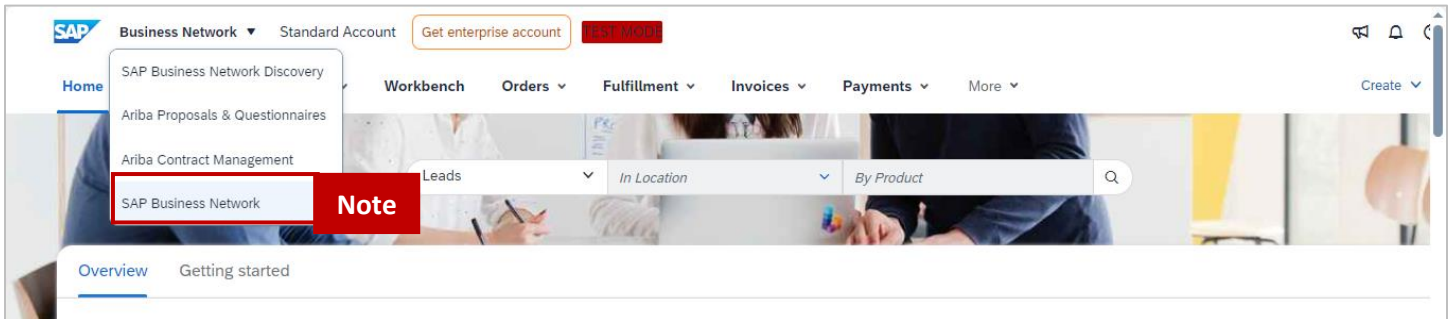 SAP Business Network ▼ Standard Account Get enterprise account TEST MODE
SAP Business Network Discovery
Home Workbench Orders Fulfillment Invoices Payments More Create
Ariba Proposals & Questionnaires
Ariba Contract Management
Leads In Location By Product
SAP Business Network Note
Overview Getting started